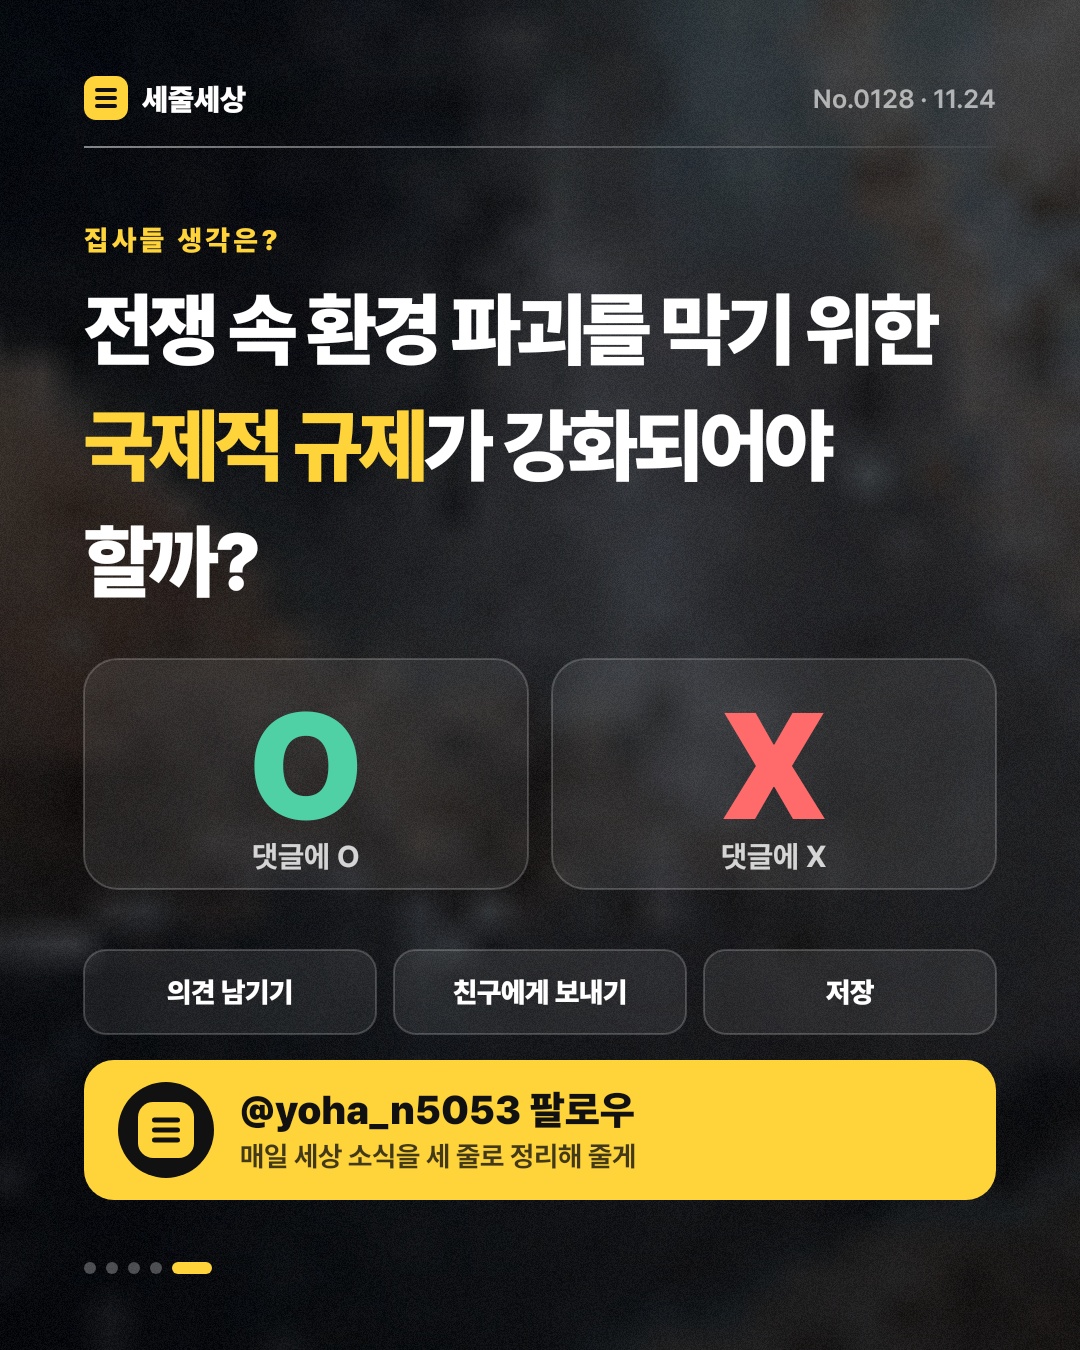 세줄세상
No.0128 · 11.24
집사들 생각은?
전쟁 속 환경 파괴를 막기 위한
국제적 규제가 강화되어야
할까?
O
댓글에 O
X
댓글에 X
의견 남기기
친구에게 보내기
저장
@yoha_n5053 팔로우
매일 세상 소식을 세 줄로 정리해 줄게